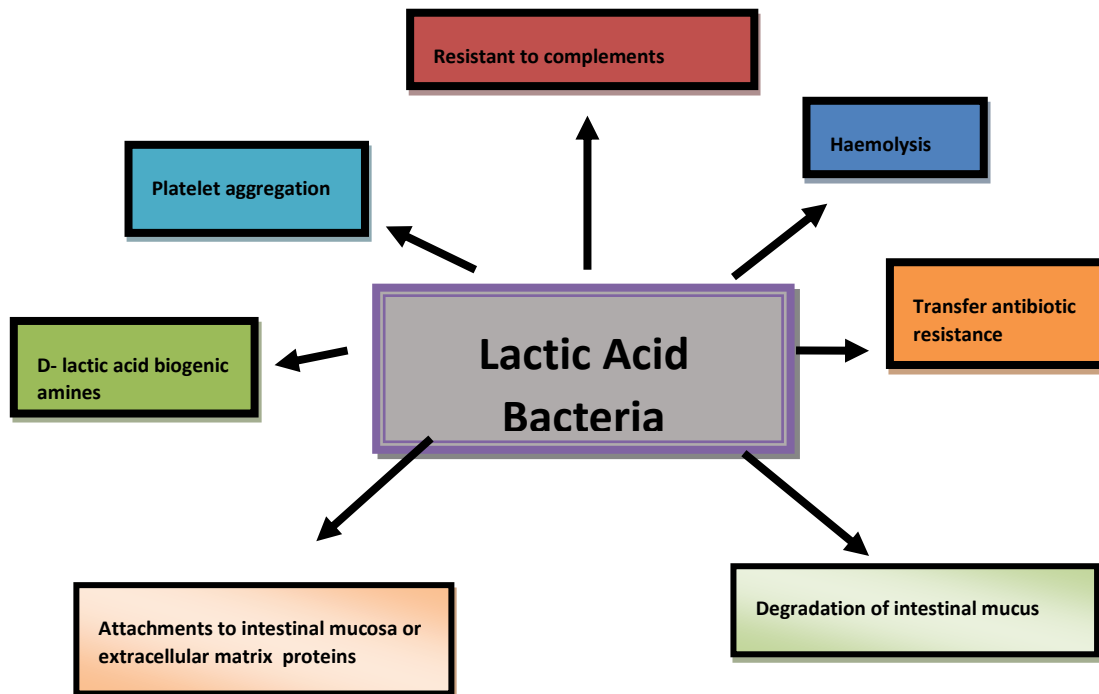 Resistant to complements
Haemolysis
Platelet aggregation
Transfer antibiotic
resistance
Lactic Acid
Bacteria
D- lactic acid biogenic
amines
Degradation of intestinal mucus
Attachments to intestinal mucosa or
extracellular matrix  proteins